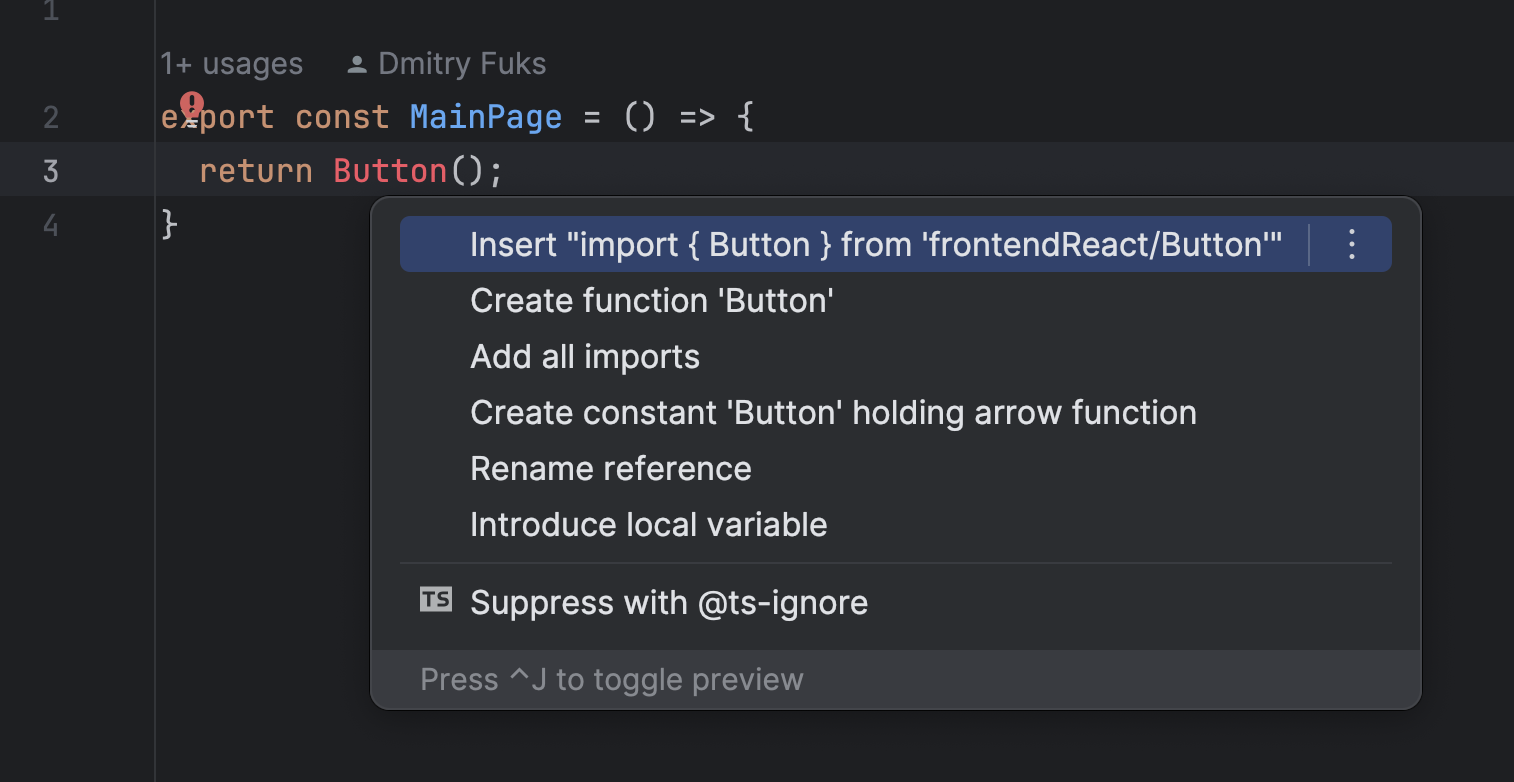 1
1+ usages Dmitry Fuks
2 export const MainPage = () => {
3 return Button();
4 }
Insert "import { Button } from 'frontendReact/Button'"
Create function 'Button'
Add all imports
Create constant 'Button' holding arrow function
Rename reference
Introduce local variable
TS Suppress with @ts-ignore
Press ^J to toggle preview